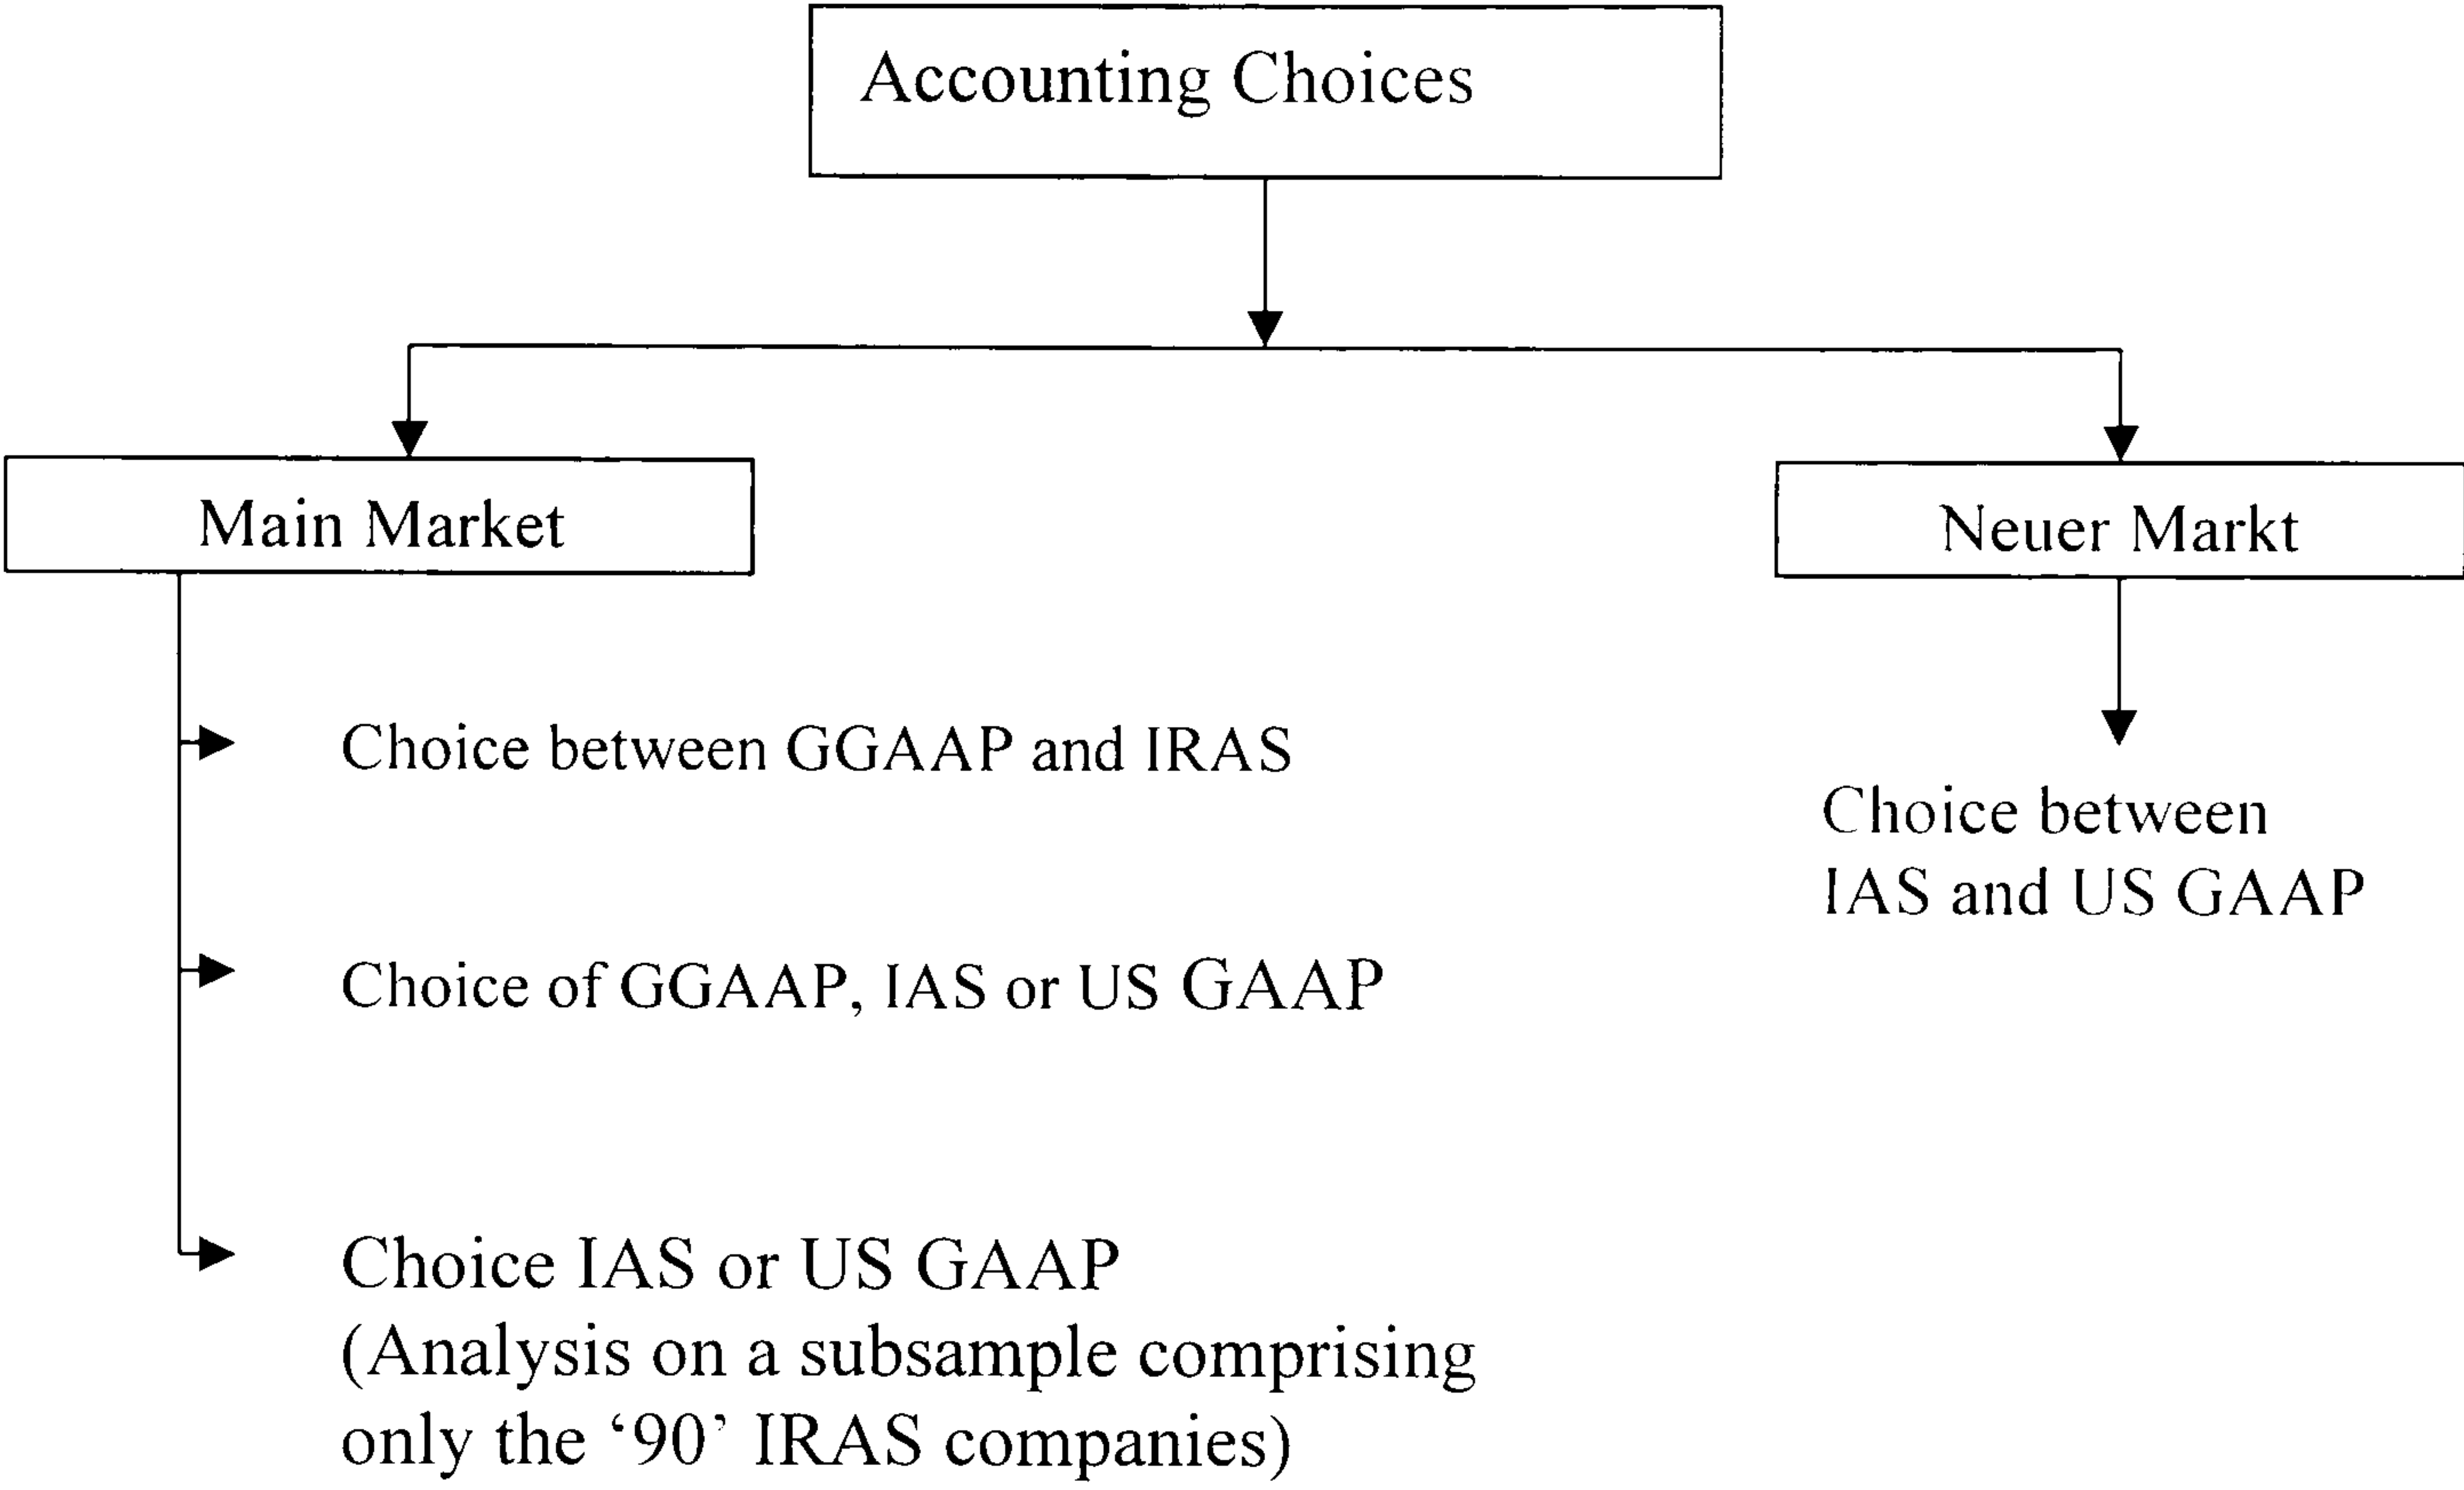 Accounting Choices
Main Market
Neuer Markt
Choice between GGAAP and IRAS
Choice of GGAAP, IAS or US GAAP
Choice IAS or US GAAP
(Analysis on a subsample comprising
only the ‘90’ IRAS companies)
Choice between
IAS and US GAAP